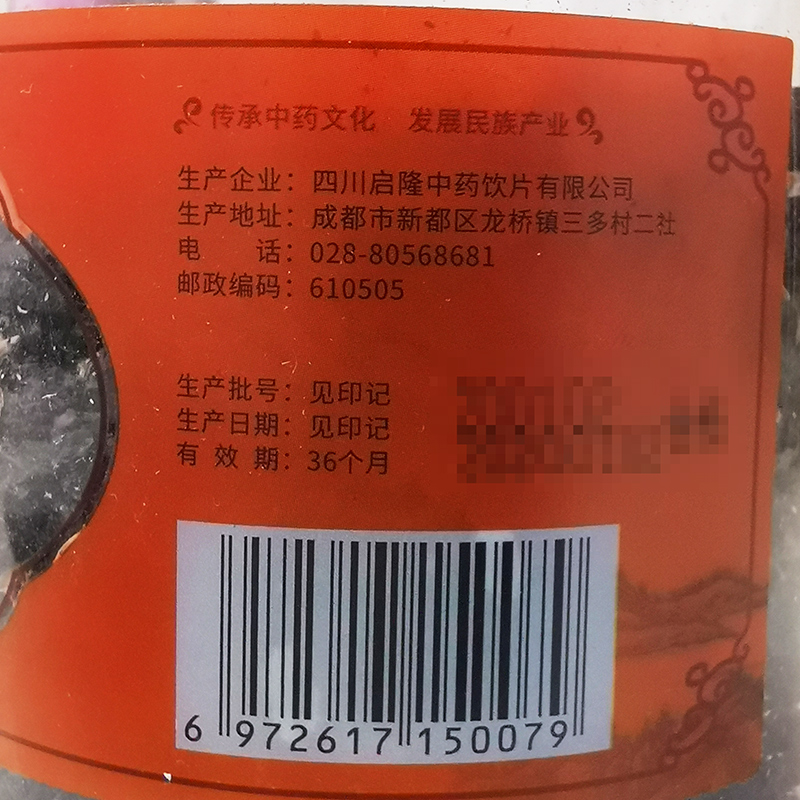 传承中药文化 发展民族产业
生产企业：四川启隆中药饮片有限公司
生产地址：成都市新都区龙桥镇三多村二社
电 话：028-80568681
邮政编码：610505
生产批号：见印记
生产日期：见印记
有 效 期：36个月
6 972617 150079